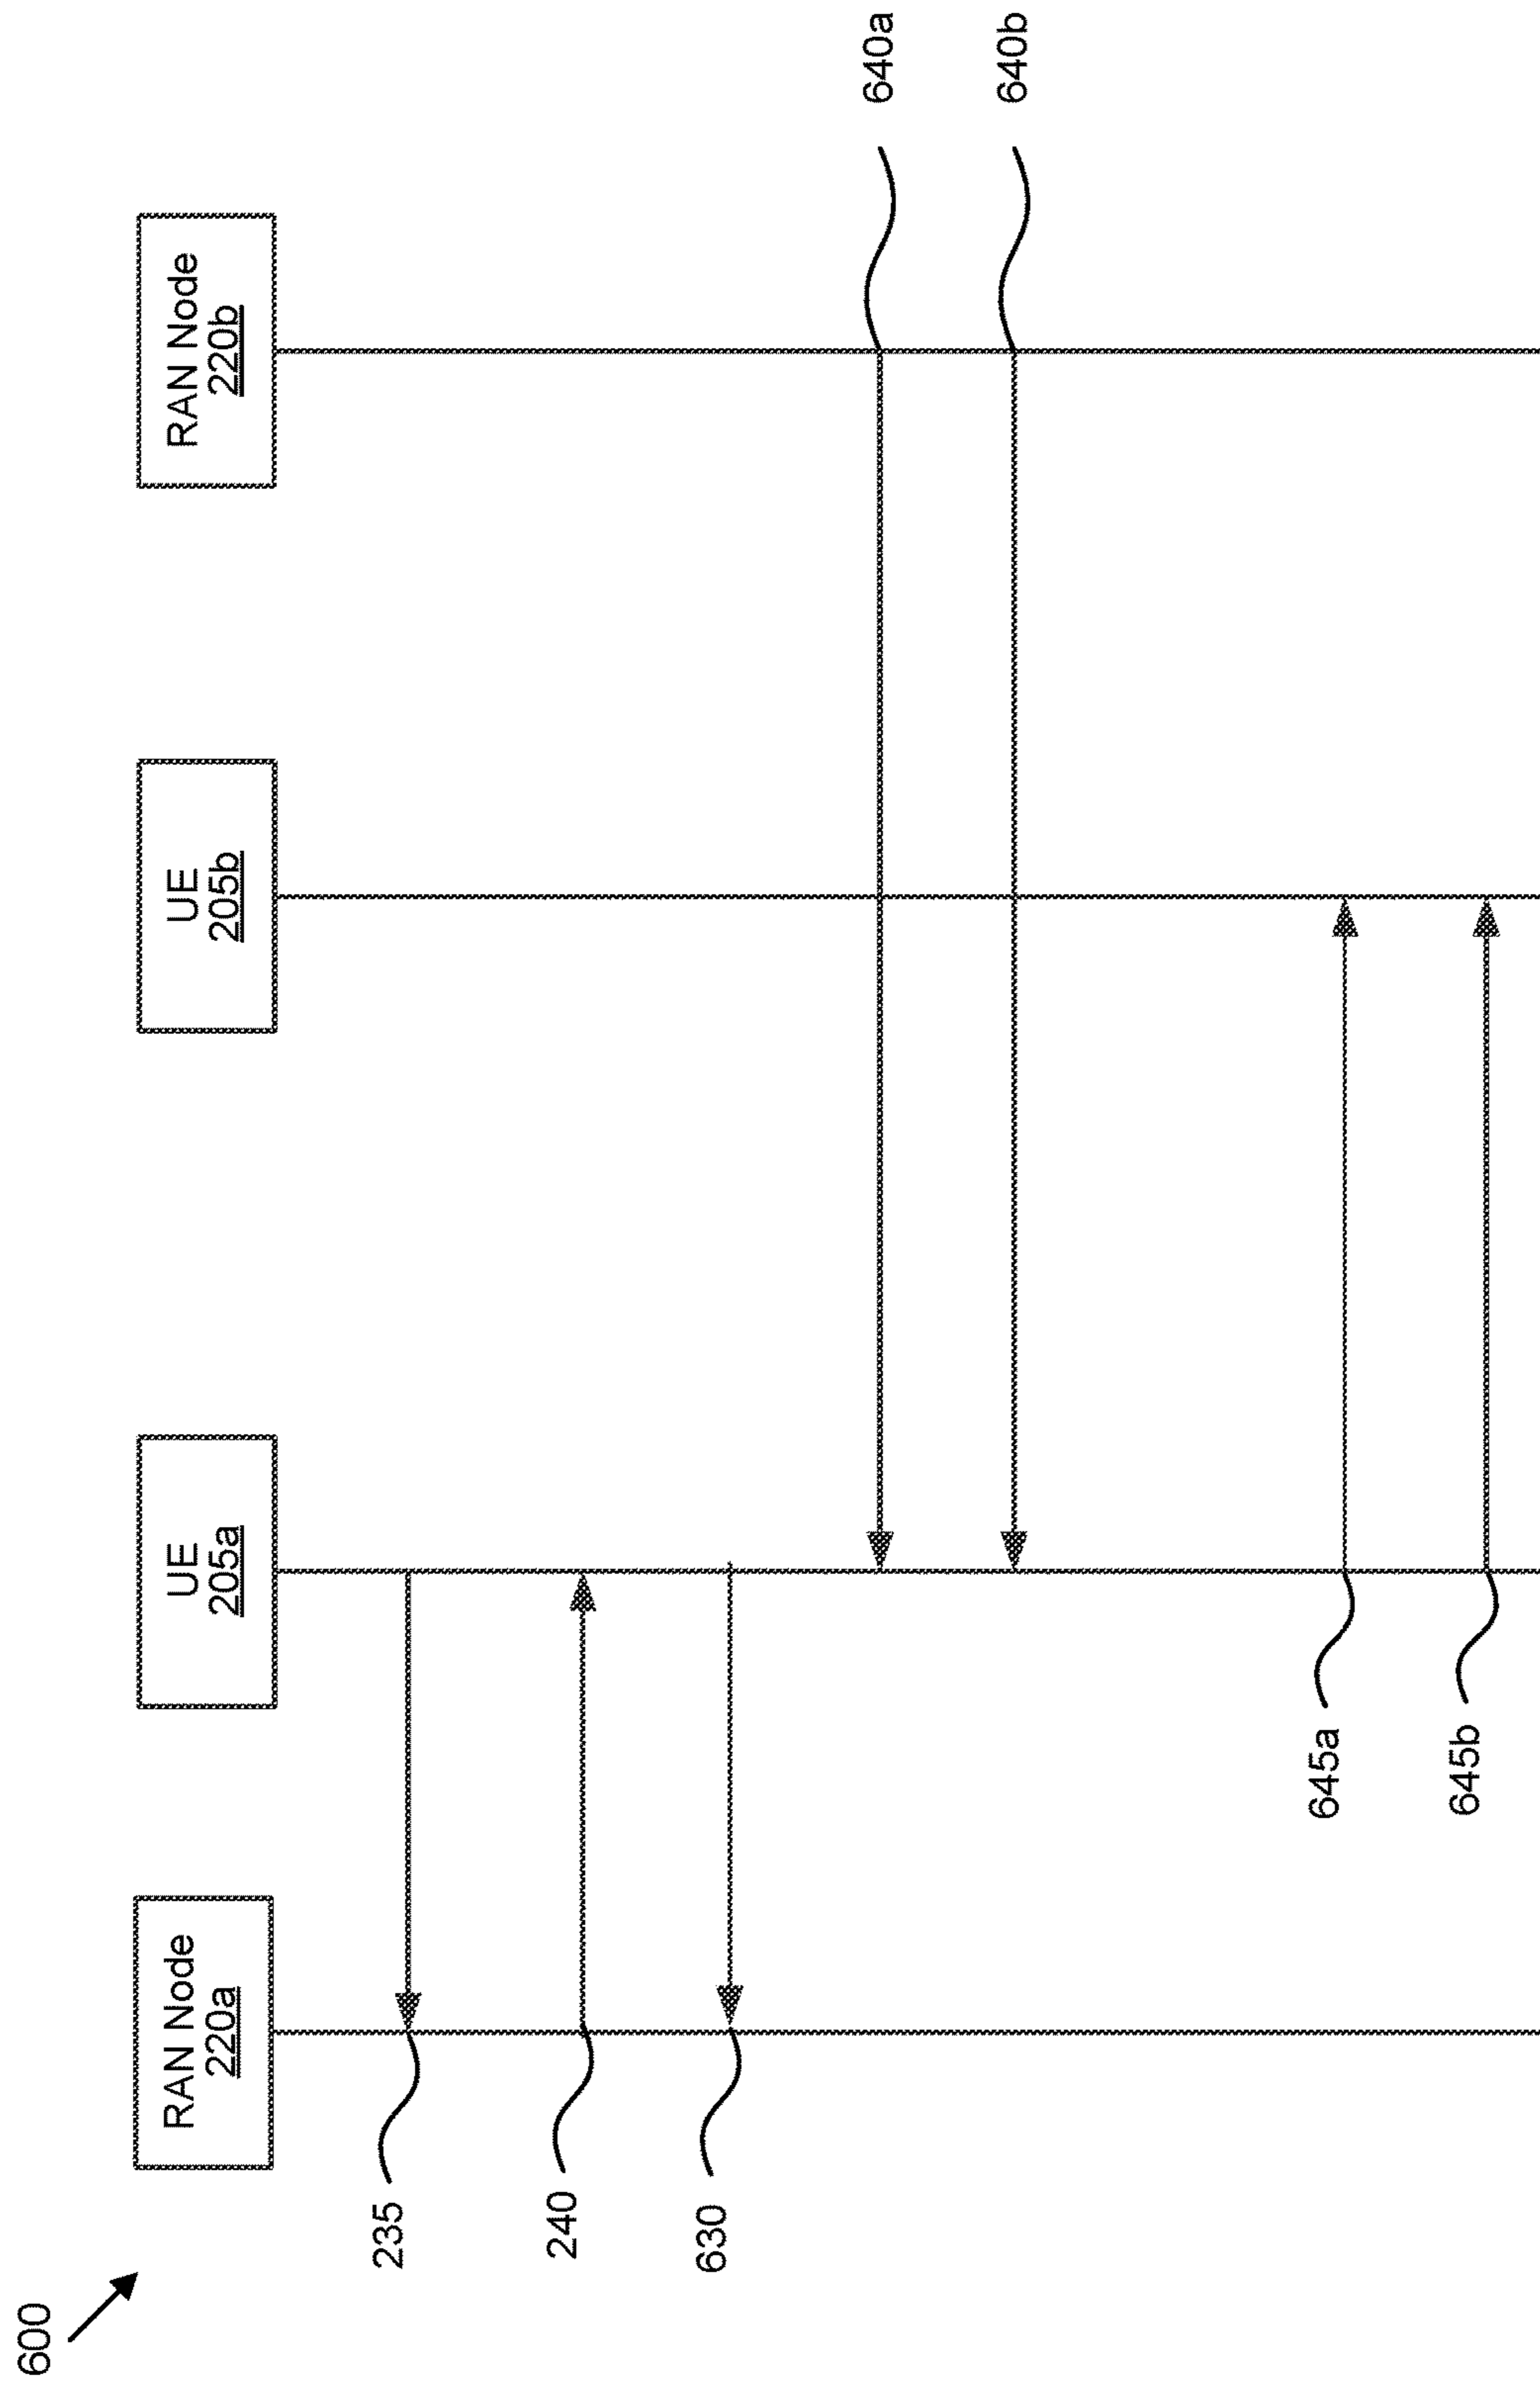 600
RAN Node
220a
UE
205a
UE
205b
RAN Node
220b
235
240
630
640a
640b
645a
645b